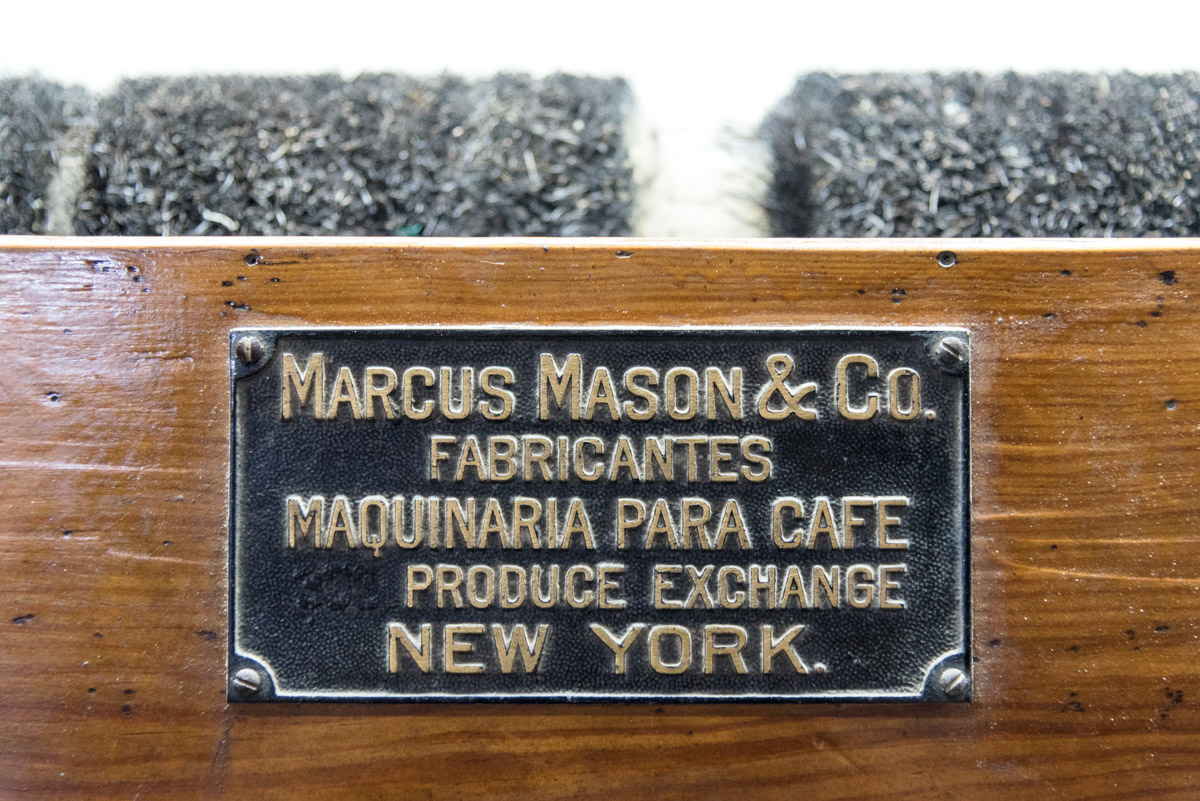 MARCUS MASON & CO.
FABRICANTES
MAQUINARIA PARA CAFE
PRODUCE EXCHANGE
NEW YORK.